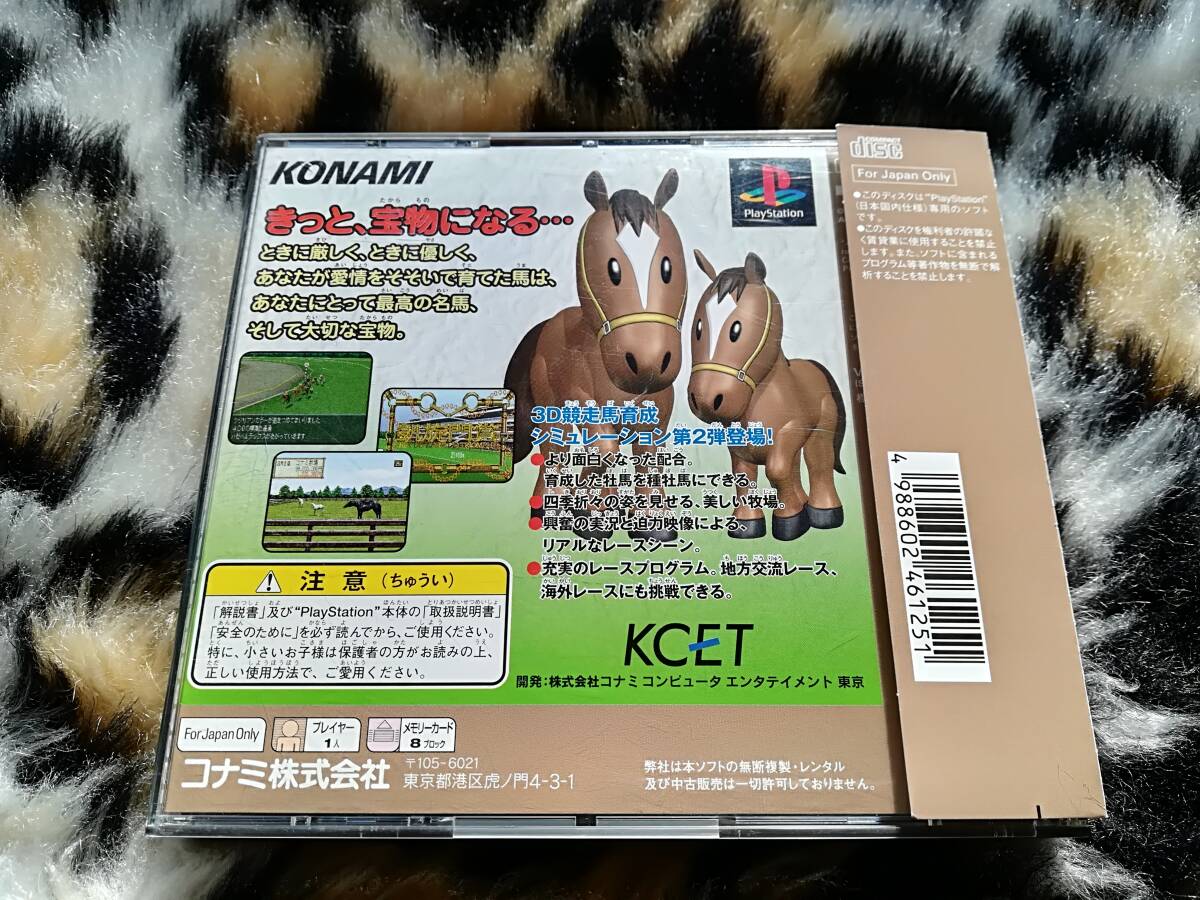 KONAMI
PlayStation
きっと、宝物になる…
ときに厳しく、ときに優しく、
あなたが愛情をそそいで育てた馬は、
あなたにとって最高の名馬、
そして大切な宝物。
3D競走馬育成
シミュレーション第2弾登場!
●より面白くなった配合。
育成した牡馬を種牡馬にできる。
●四季折々の姿を見せる、美しい牧場。
●興奮の実況と迫力映像による、
リアルなレースシーン。
●充実のレースプログラム。地方交流レース、
海外レースにも挑戦できる。
注意(ちゅうい)
「解説書」及び“PlayStation”本体の「取扱説明書」
「安全のために」を必ず読んでから、ご使用ください。
特に、小さいお子様は保護者の方がお読みの上、
正しい使用方法で、ご愛用ください。
KCET
開発:株式会社コナミコンピュータ エンタテイメント 東京
For Japan Only
プレイヤー
1人
メモリーカード
8ブロック
コナミ株式会社
〒105-6021
東京都港区虎ノ門4-3-1
弊社は本ソフトの無断複製・レンタル
及び中古販売は一切許可しておりません。
COMPACT
disc
For Japan Only
●このディスクは“PlayStation”
(日本国内仕様)専用のソフト
です。
●このディスクを権利者の許諾な
く賃貸業に使用することを禁止
します。また、ソフトに含まれる
プログラム等著作物を無断で解
析することを禁止します。
4 988602 461251